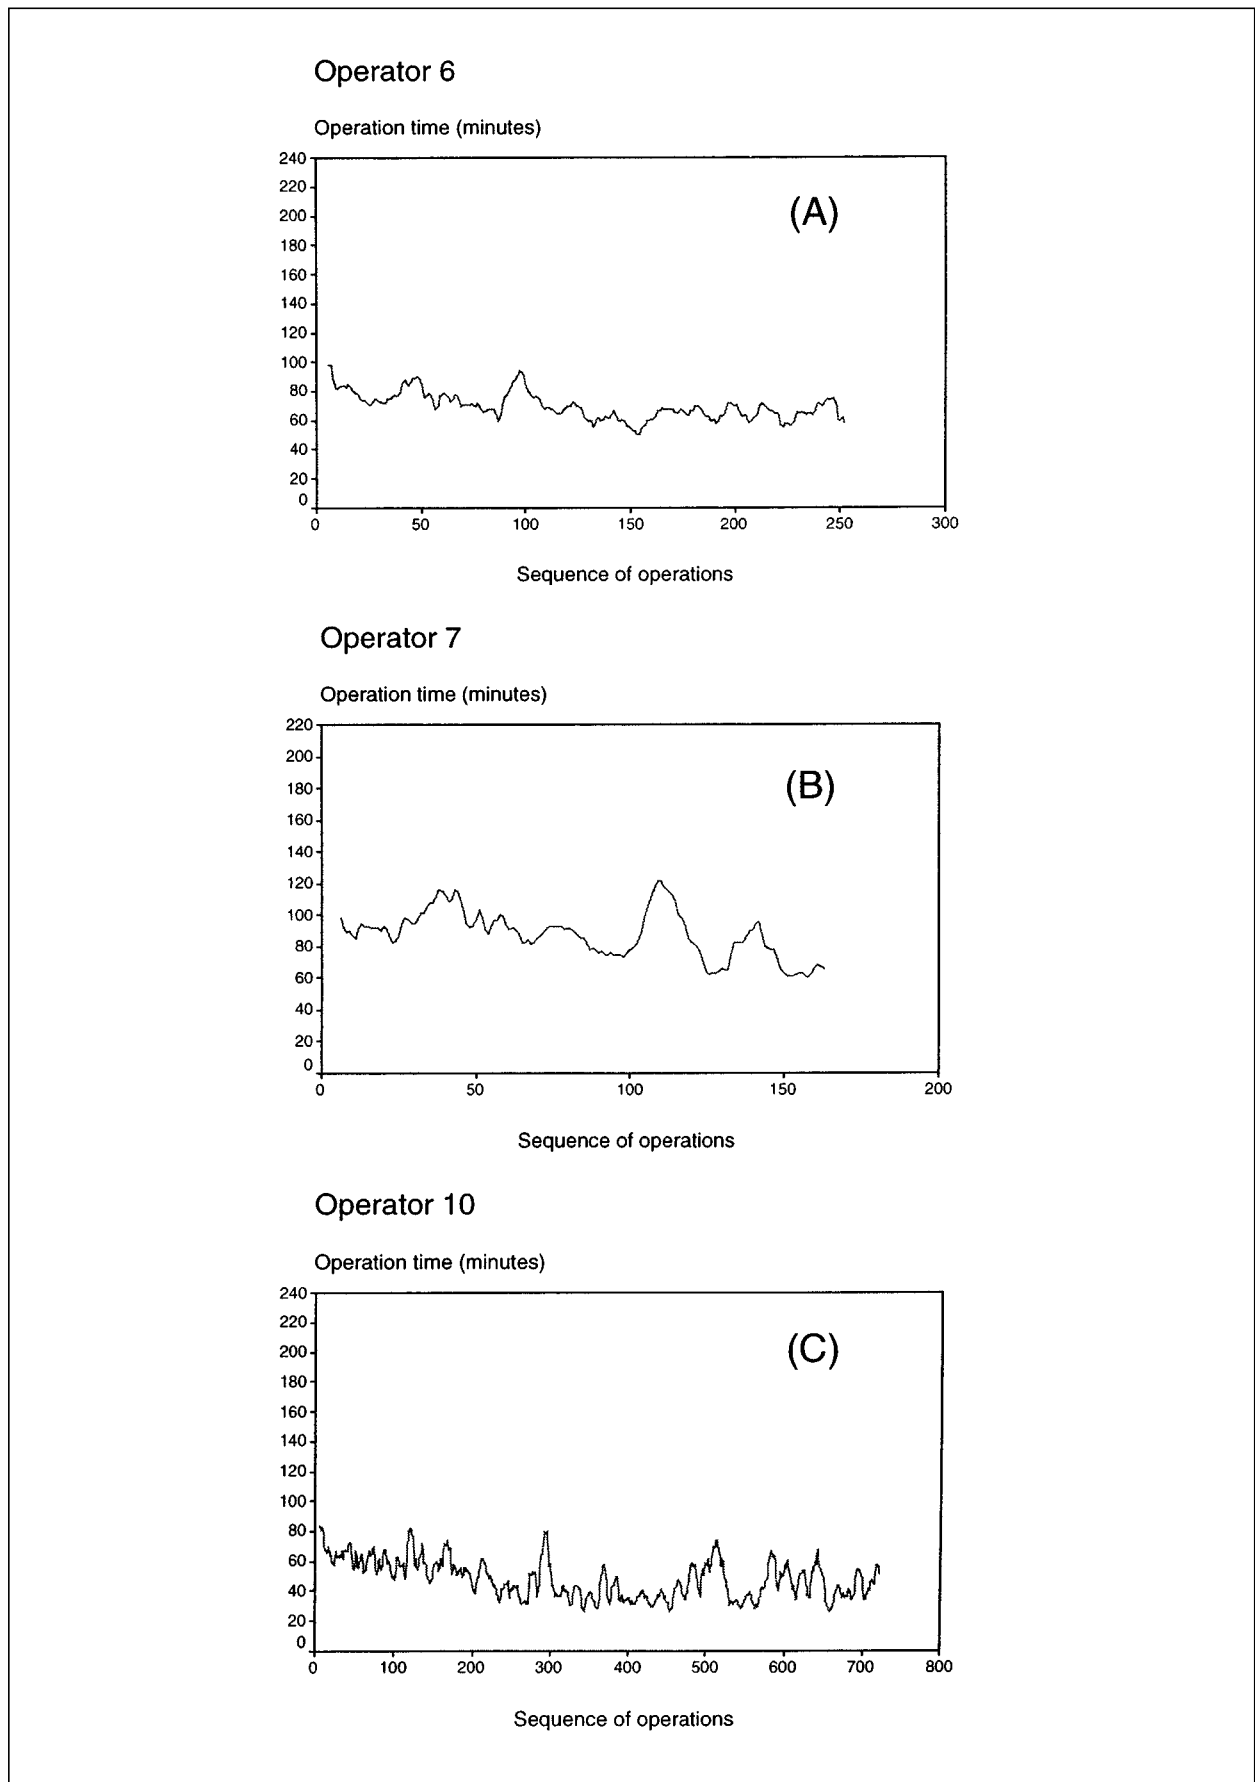 Operator 6
Operation time (minutes)
240
220
200
180
160
140
120
100
80
60
40
20
0
(A)
0 50 100 150 200 250 300
Sequence of operations
Operator 7
Operation time (minutes)
220
200
180
160
140
120
100
80
60
40
20
0
(B)
0 50 100 150 200
Sequence of operations
Operator 10
Operation time (minutes)
240
220
200
180
160
140
120
100
80
60
40
20
0
(C)
0 100 200 300 400 500 600 700 800
Sequence of operations